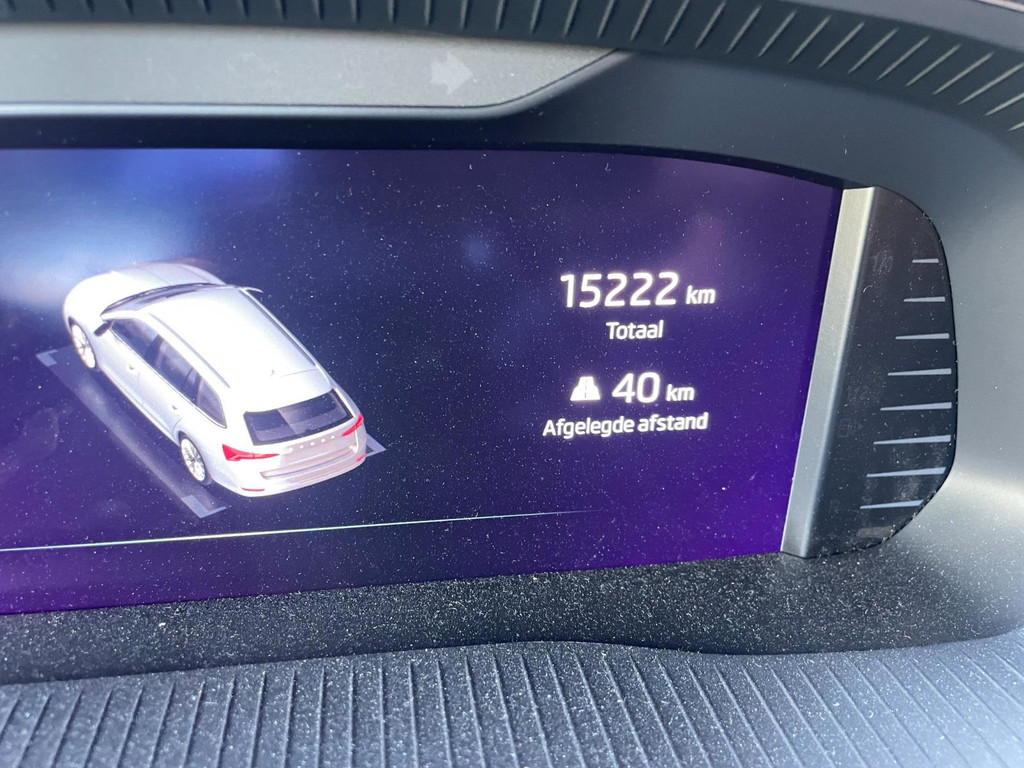 15222 km
Totaal
40 km
Afgelegde afstand